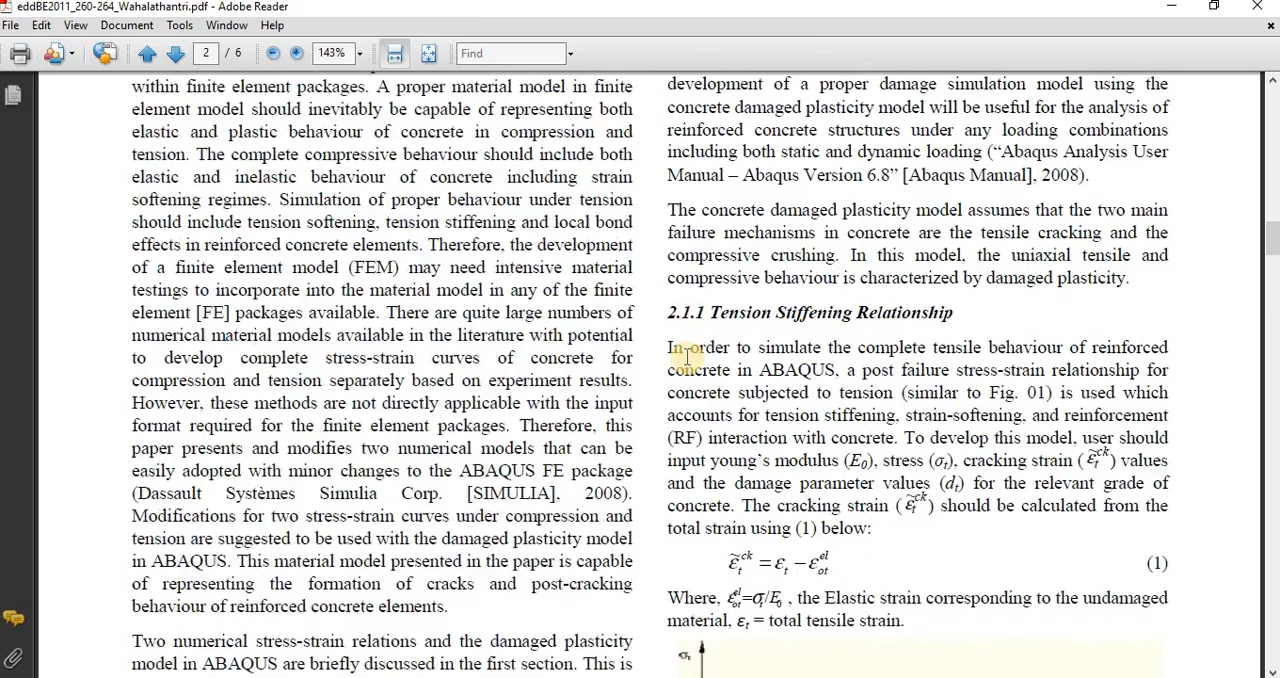 eddBE2011_260-264_Wahalathantri.pdf - Adobe Reader
File Edit View Document Tools Window Help
2 / 6 143% Find
within finite element packages. A proper material model in finite
element model should inevitably be capable of representing both
elastic and plastic behaviour of concrete in compression and
tension. The complete compressive behaviour should include both
elastic and inelastic behaviour of concrete including strain
softening regimes. Simulation of proper behaviour under tension
should include tension softening, tension stiffening and local bond
effects in reinforced concrete elements. Therefore, the development
of a finite element model (FEM) may need intensive material
testings to incorporate into the material model in any of the finite
element [FE] packages available. There are quite large numbers of
numerical material models available in the literature with potential
to develop complete stress-strain curves of concrete for
compression and tension separately based on experiment results.
However, these methods are not directly applicable with the input
format required for the finite element packages. Therefore, this
paper presents and modifies two numerical models that can be
easily adopted with minor changes to the ABAQUS FE package
(Dassault Systèmes Simulia Corp. [SIMULIA], 2008).
Modifications for two stress-strain curves under compression and
tension are suggested to be used with the damaged plasticity model
in ABAQUS. This material model presented in the paper is capable
of representing the formation of cracks and post-cracking
behaviour of reinforced concrete elements.
Two numerical stress-strain relations and the damaged plasticity
model in ABAQUS are briefly discussed in the first section. This is
development of a proper damage simulation model using the
concrete damaged plasticity model will be useful for the analysis of
reinforced concrete structures under any loading combinations
including both static and dynamic loading (“Abaqus Analysis User
Manual – Abaqus Version 6.8” [Abaqus Manual], 2008).
The concrete damaged plasticity model assumes that the two main
failure mechanisms in concrete are the tensile cracking and the
compressive crushing. In this model, the uniaxial tensile and
compressive behaviour is characterized by damaged plasticity.
2.1.1 Tension Stiffening Relationship
In order to simulate the complete tensile behaviour of reinforced
concrete in ABAQUS, a post failure stress-strain relationship for
concrete subjected to tension (similar to Fig. 01) is used which
accounts for tension stiffening, strain-softening, and reinforcement
(RF) interaction with concrete. To develop this model, user should
input young’s modulus (E₀), stress (σₜ), cracking strain (ε̃ₜᶜᵏ) values
and the damage parameter values (dₜ) for the relevant grade of
concrete. The cracking strain (ε̃ₜᶜᵏ) should be calculated from the
total strain using (1) below:
ε̃ₜᶜᵏ = εₜ − εₒₜᵉˡ (1)
Where, εₒₜᵉˡ=σₜ/E₀ , the Elastic strain corresponding to the undamaged
material, εₜ = total tensile strain.
σₜ